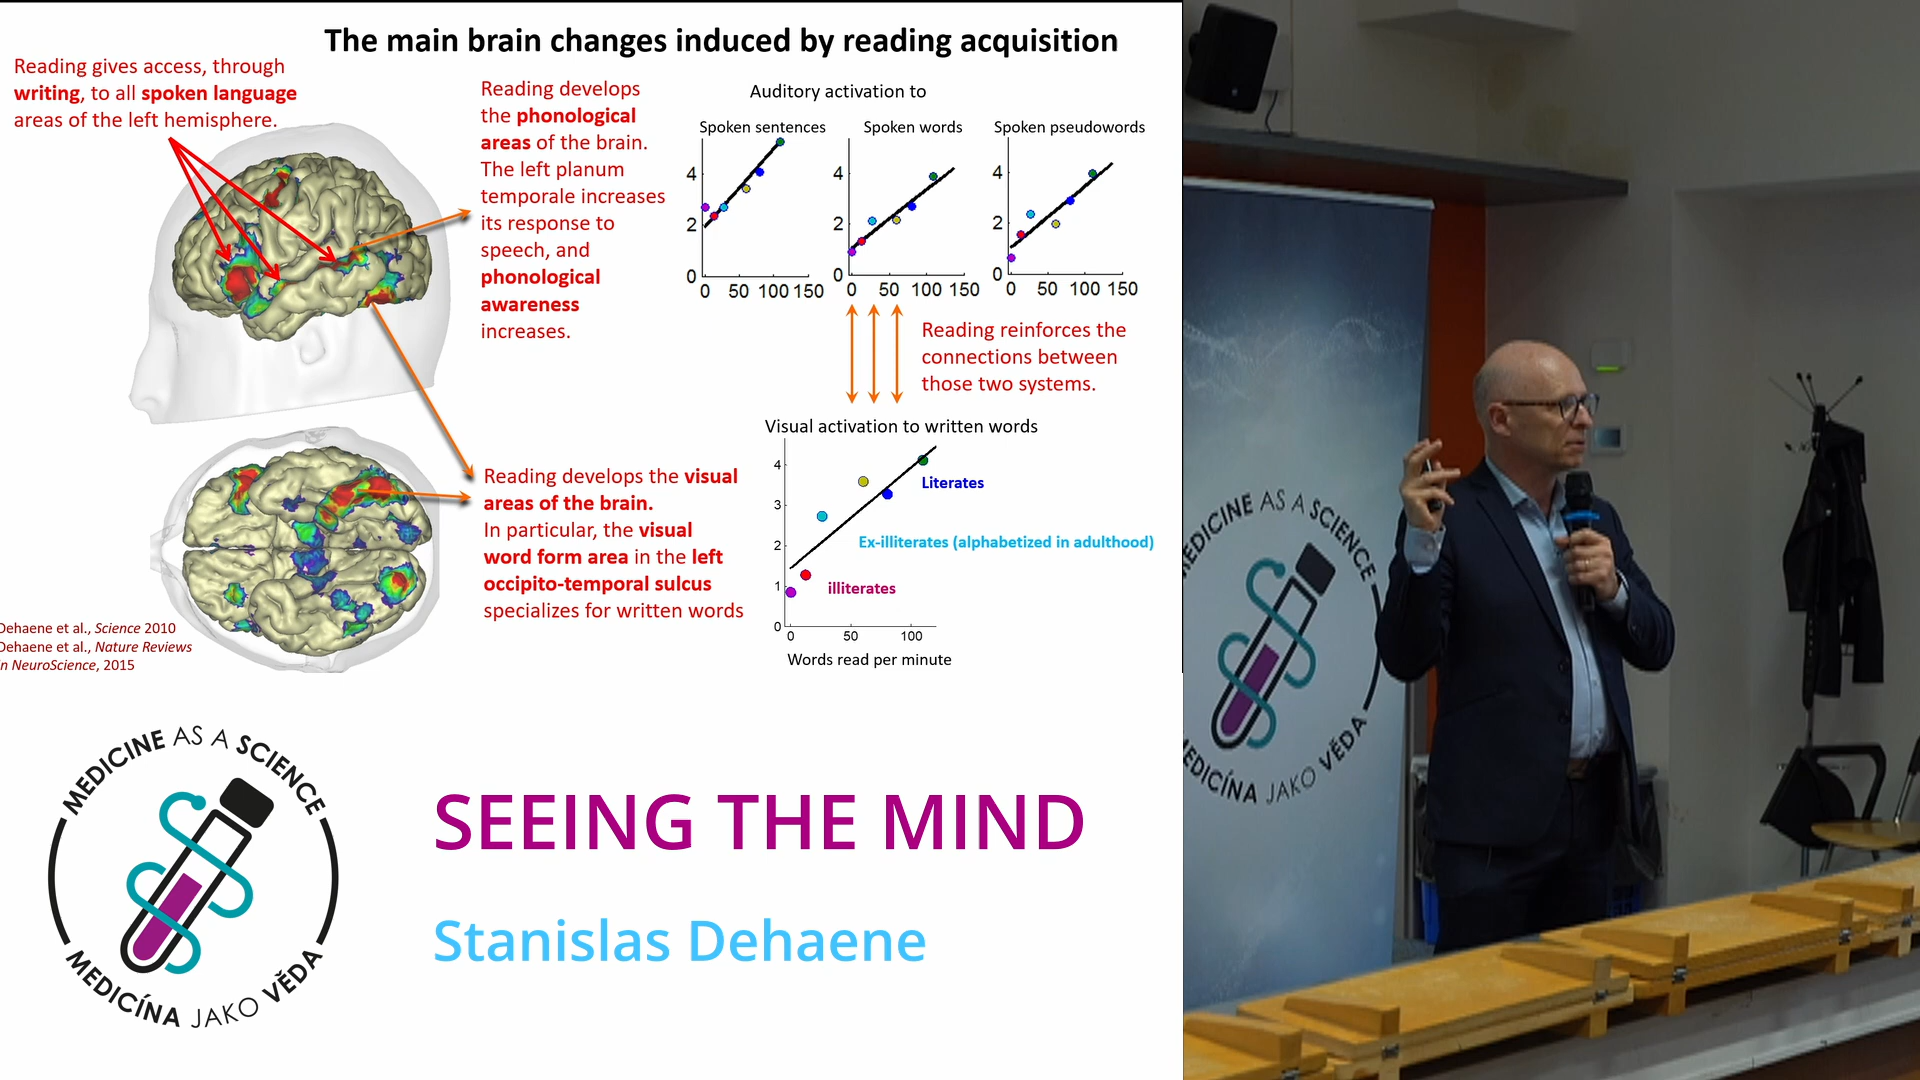 The main brain changes induced by reading acquisition
Reading gives access, through
writing, to all spoken language
areas of the left hemisphere.
Reading develops
the phonological
areas of the brain.
The left planum
temporale increases
its response to
speech, and
phonological
awareness
increases.
Auditory activation to
Spoken sentences
4
2
0
0 50 100 150
Spoken words
4
2
0
0 50 100 150
Spoken pseudowords
4
2
0
0 50 100 150
Reading reinforces the
connections between
those two systems.
Visual activation to written words
4
3
2
1
0
0 50 100
Literates
Ex-illiterates (alphabetized in adulthood)
illiterates
Words read per minute
Reading develops the visual
areas of the brain.
In particular, the visual
word form area in the left
occipito-temporal sulcus
specializes for written words
Dehaene et al., Science 2010
Dehaene et al., Nature Reviews
in NeuroScience, 2015
MEDICINE AS A SCIENCE
MEDICÍNA JAKO VĚDA
SEEING THE MIND
Stanislas Dehaene
MEDICINE AS A SCIENCE
MEDICÍNA JAKO VĚDA